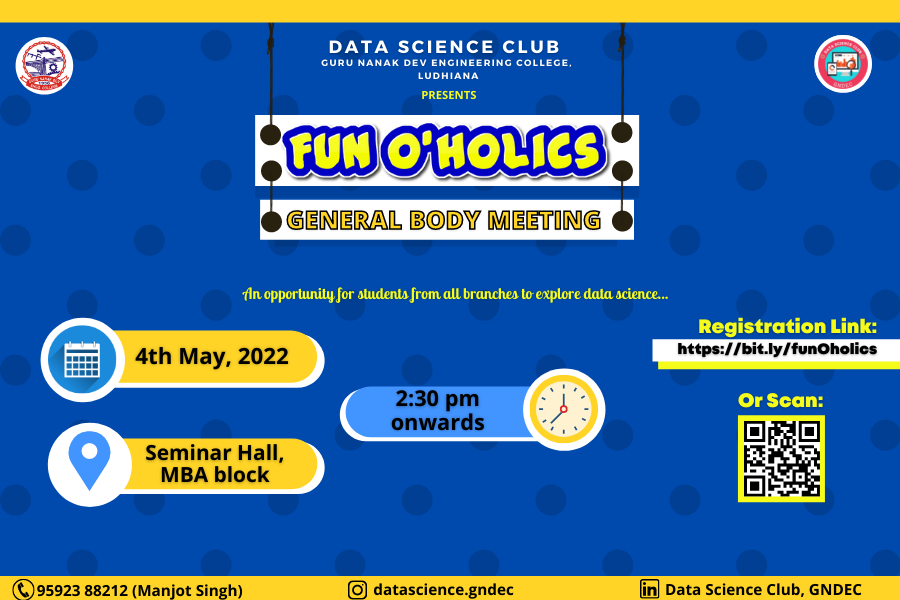 DATA SCIENCE CLUB
GURU NANAK DEV ENGINEERING COLLEGE,
LUDHIANA
PRESENTS
FUN O'HOLICS
GENERAL BODY MEETING
An opportunity for students from all branches to explore data science...
4th May, 2022
2:30 pm
onwards
Seminar Hall,
MBA block
Registration Link:
https://bit.ly/funOholics
Or Scan:
95923 88212 (Manjot Singh)
datascience.gndec
in Data Science Club, GNDEC